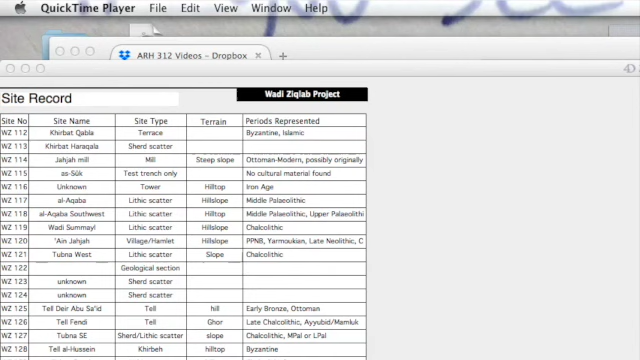 QuickTime Player File Edit View Window Help
ARH 312 Videos - Dropbox
Wadi Ziqlab Project
Site Record
Site No Site Name Site Type Terrain Periods Represented
WZ 112 Khirbat Qabla Terrace Byzantine, Islamic
WZ 113 Khirbat Haraqala Sherd scatter
WZ 114 Jahjah mill Mill Steep slope Ottoman-Modern, possibly originally
WZ 115 as-Sūk Test trench only No cultural material found
WZ 116 Unknown Tower Hilltop Iron Age
WZ 117 al-Aqaba Lithic scatter Hillslope Middle Palaeolithic
WZ 118 al-Aqaba Southwest Lithic scatter Hilltop Middle Palaeolithic, Upper Palaeolithi
WZ 119 Wadi Summayl Lithic scatter Hillslope Chalcolithic
WZ 120 'Ain Jahjah Village/Hamlet Hillslope PPNB, Yarmoukian, Late Neolithic, C
WZ 121 Tubna West Lithic scatter Slope Chalcolithic
WZ 122 Geological section
WZ 123 unknown Sherd scatter
WZ 124 unknown Sherd scatter
WZ 125 Tell Deir Abu Sa'id Tell hill Early Bronze, Ottoman
WZ 126 Tell Fendi Tell Ghor Late Chalcolithic, Ayyubid/Mamluk
WZ 127 Tubna SE Sherd/Lithic scatter slope Chalcolithic, MPal or LPal
WZ 128 Tell al-Hussein Khirbeh hilltop Byzantine